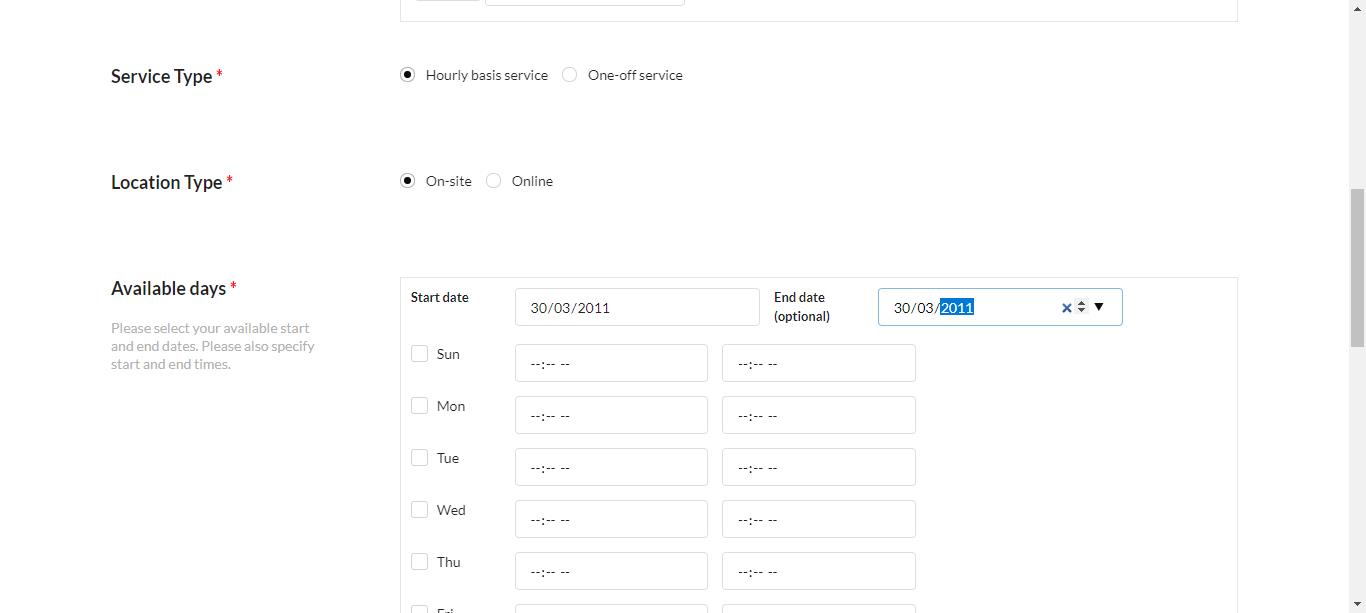 Service Type * Hourly basis service One-off service
Location Type * On-site Online
Available days *
Please select your available start
and end dates. Please also specify
start and end times.
Start date 30/03/2011 End date
(optional) 30/03/2011
Sun --:-- -- --:-- --
Mon --:-- -- --:-- --
Tue --:-- -- --:-- --
Wed --:-- -- --:-- --
Thu --:-- -- --:-- --